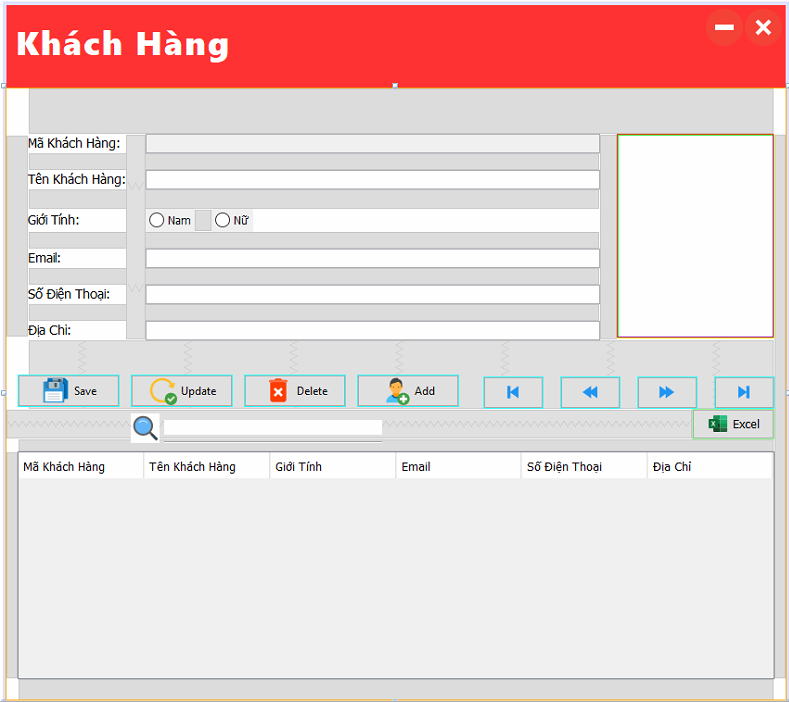 Khách Hàng
Mã Khách Hàng:
Tên Khách Hàng:
Giới Tính:
Nam
Nữ
Email:
Số Điện Thoại:
Địa Chỉ:
Save
Update
Delete
Add
Excel
Mã Khách Hàng
Tên Khách Hàng
Giới Tính
Email
Số Điện Thoại
Địa Chỉ